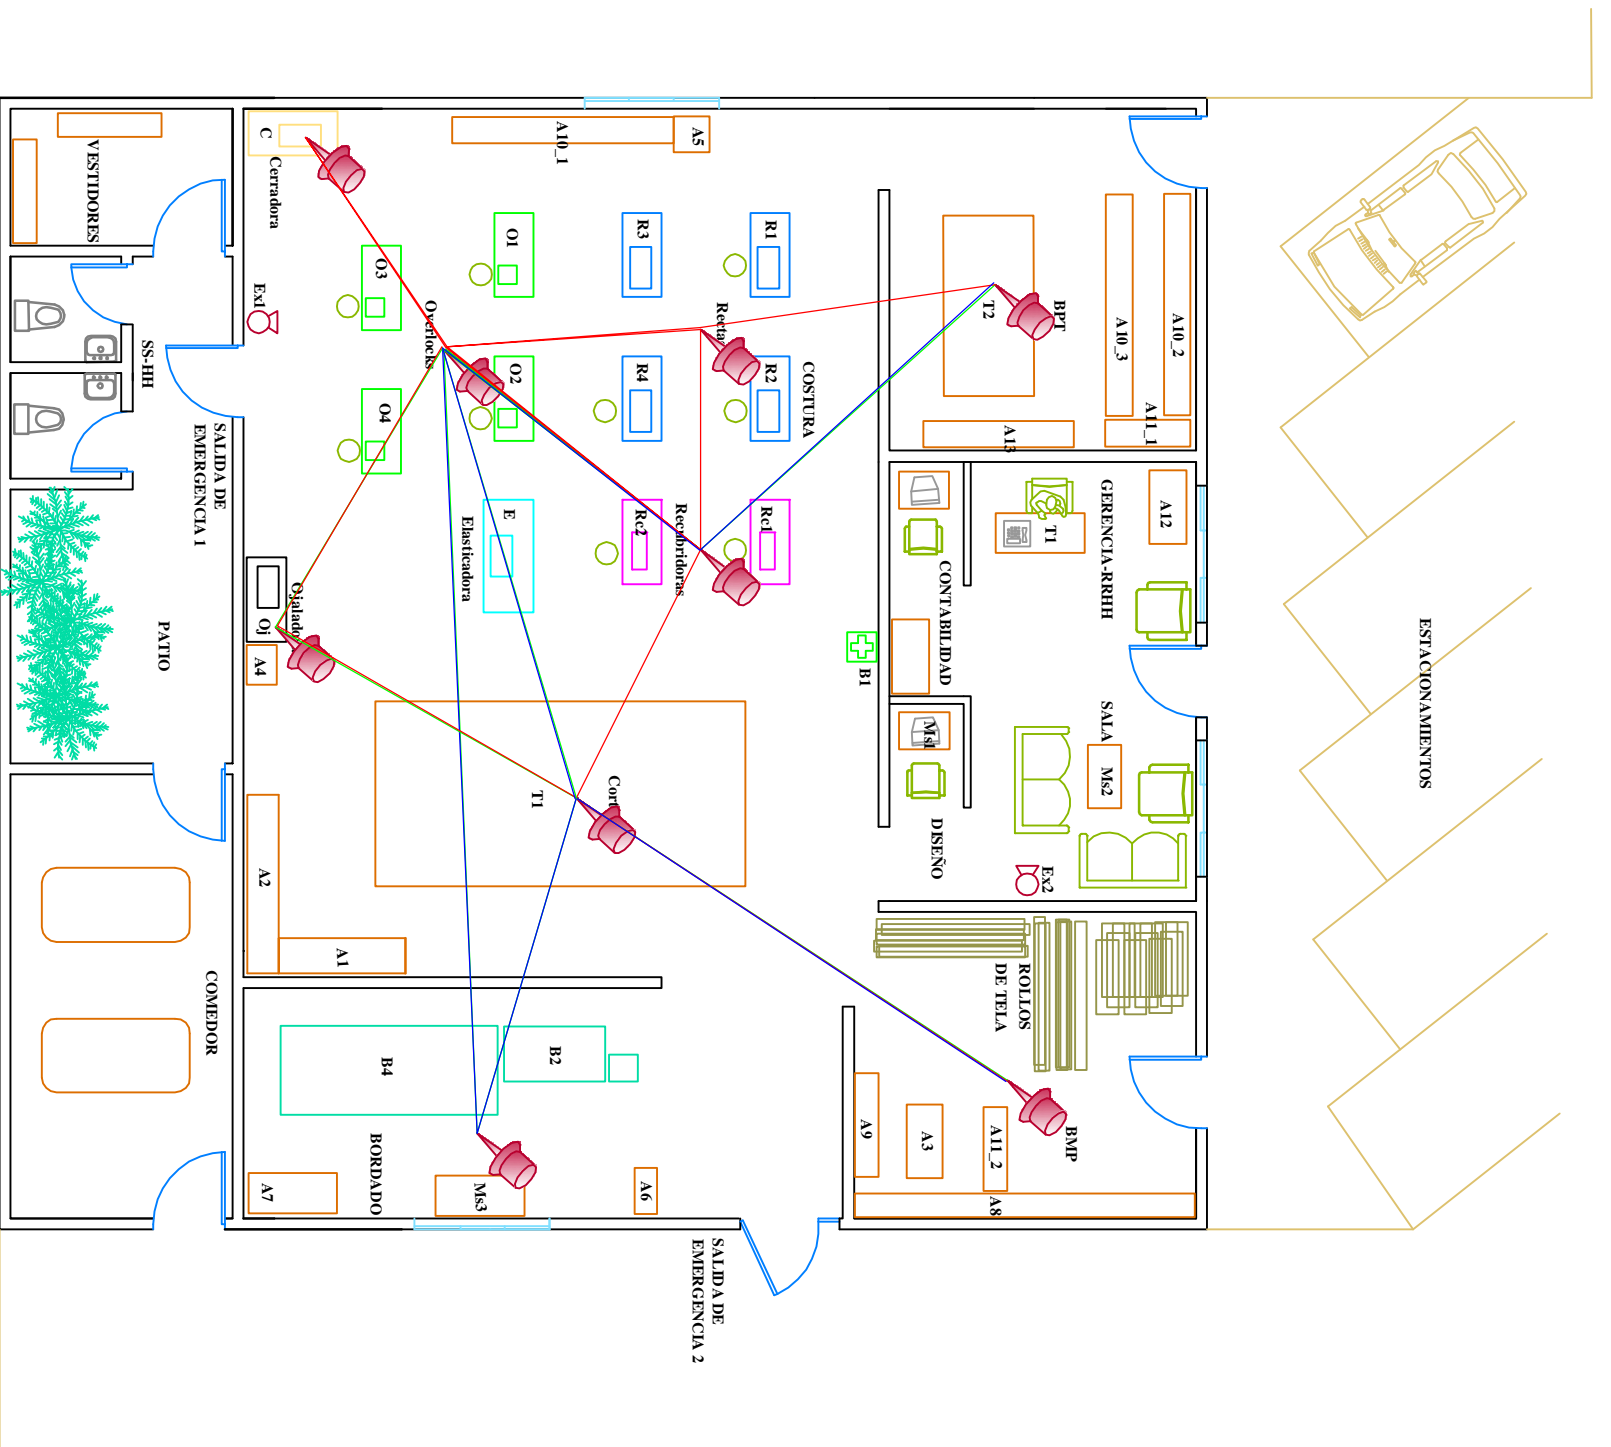 C
Cerradora
A10_1
A5
VESTIDORES
O1
R3
R1
O3
Ex1
Overlocks
Recta
T2
BPT
A10_3
A10_2
SS-HH
O2
R4
R2
COSTURA
O4
A13
A11_1
SALIDA DE
EMERGENCIA 1
Elasticadora
E
Rc2
Recubridoras
Rc1
T1
GERENCIA-RRHH
A12
CONTABILIDAD
PATIO
Oj
A4
B1
ESTACIONAMIENTOS
Ms1
SALA
Ms2
T1
DISEÑO
Ex2
A2
A1
ROLLOS
DE TELA
COMEDOR
B4
B2
BORDADO
A7
Ms3
A6
A9
A3
A11_2
BMP
A8
SALIDA DE
EMERGENCIA 2